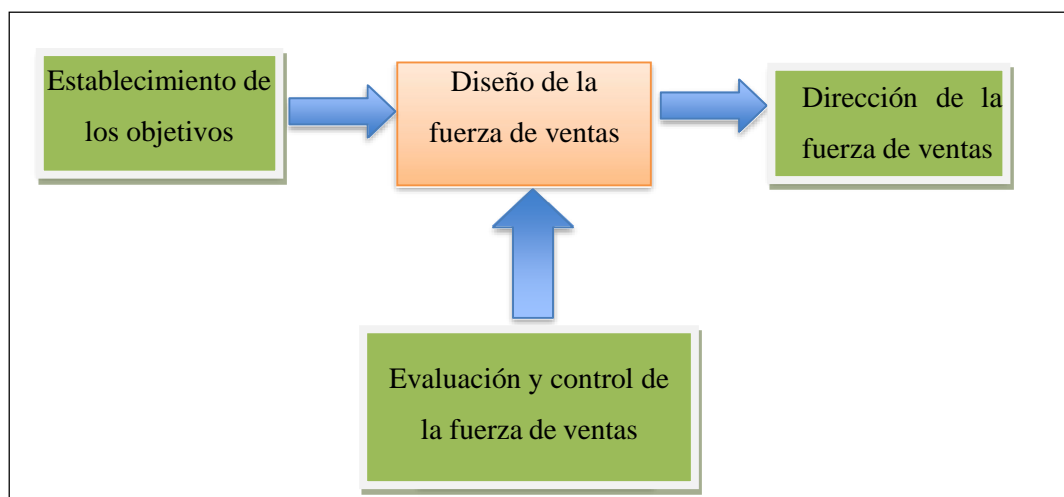 Establecimiento de
los objetivos
Diseño de la
fuerza de ventas
Dirección de la
fuerza de ventas
Evaluación y control de
la fuerza de ventas